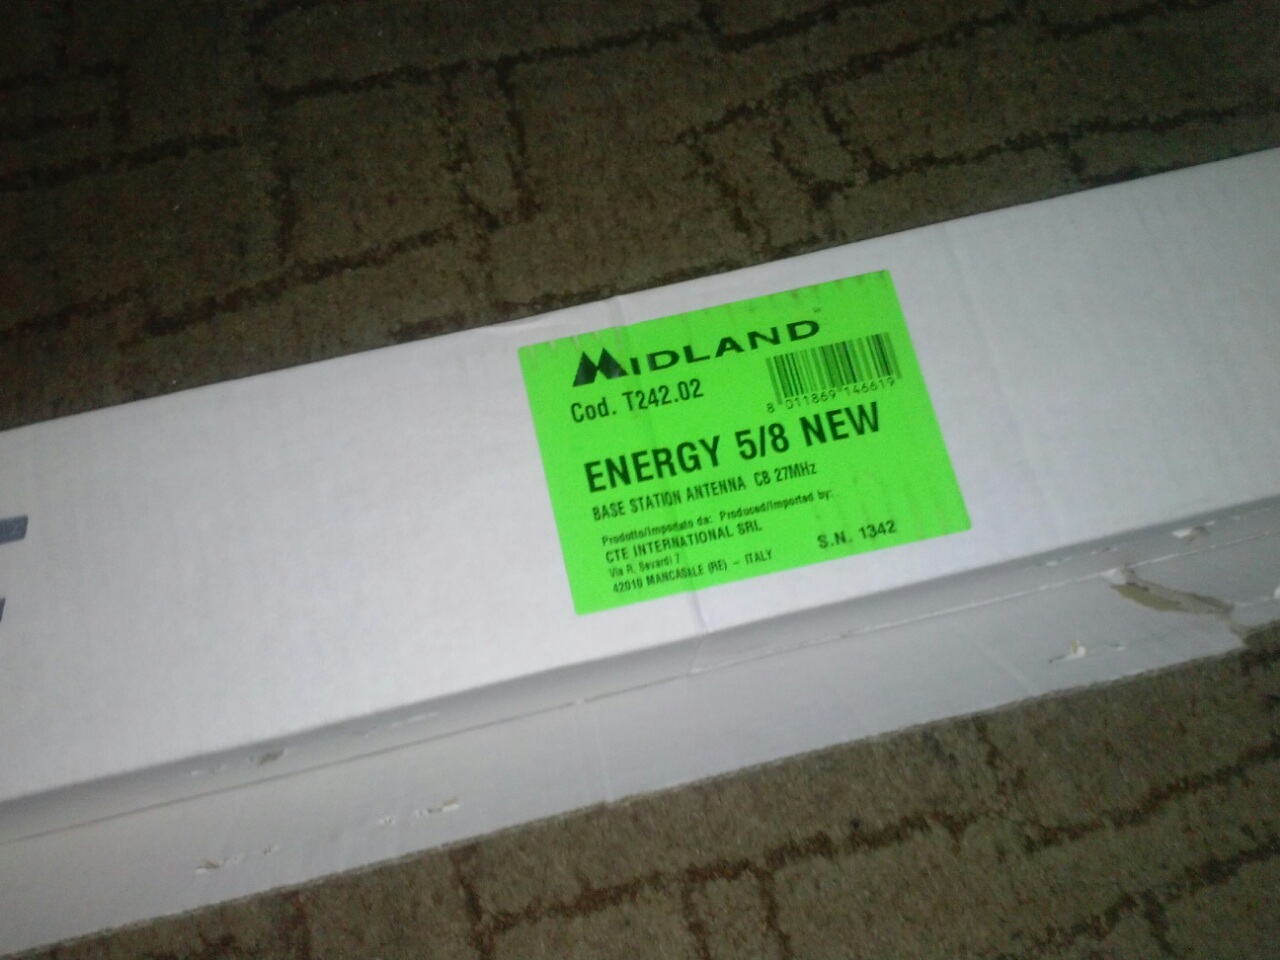 MIDLAND
Cod. T242.02
8 011869 146619
ENERGY 5/8 NEW
BASE STATION ANTENNA CB 27MHz
Prodotto/Importato da: Produced/Imported by:
CTE INTERNATIONAL SRL
Via R. Sevardi 7
42010 MANCASALE (RE) - ITALY
S.N. 1342